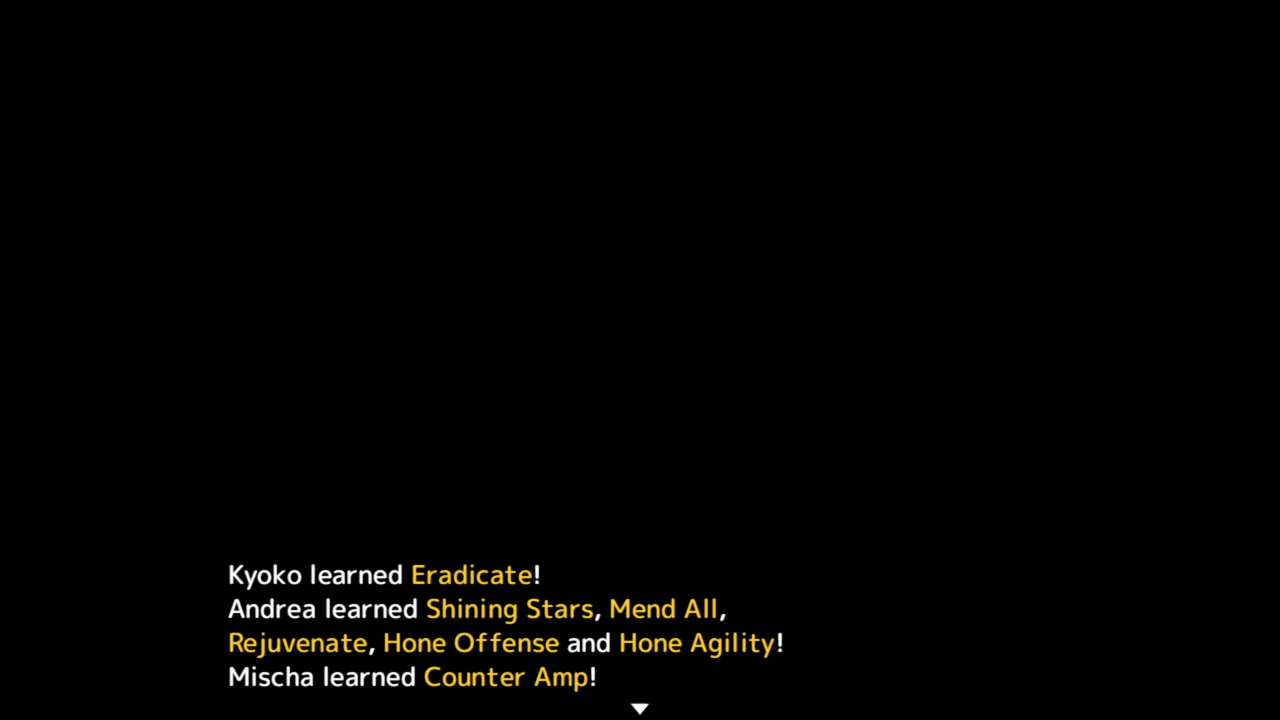 Kyoko learned Eradicate!
Andrea learned Shining Stars, Mend All,
Rejuvenate, Hone Offense and Hone Agility!
Mischa learned Counter Amp!